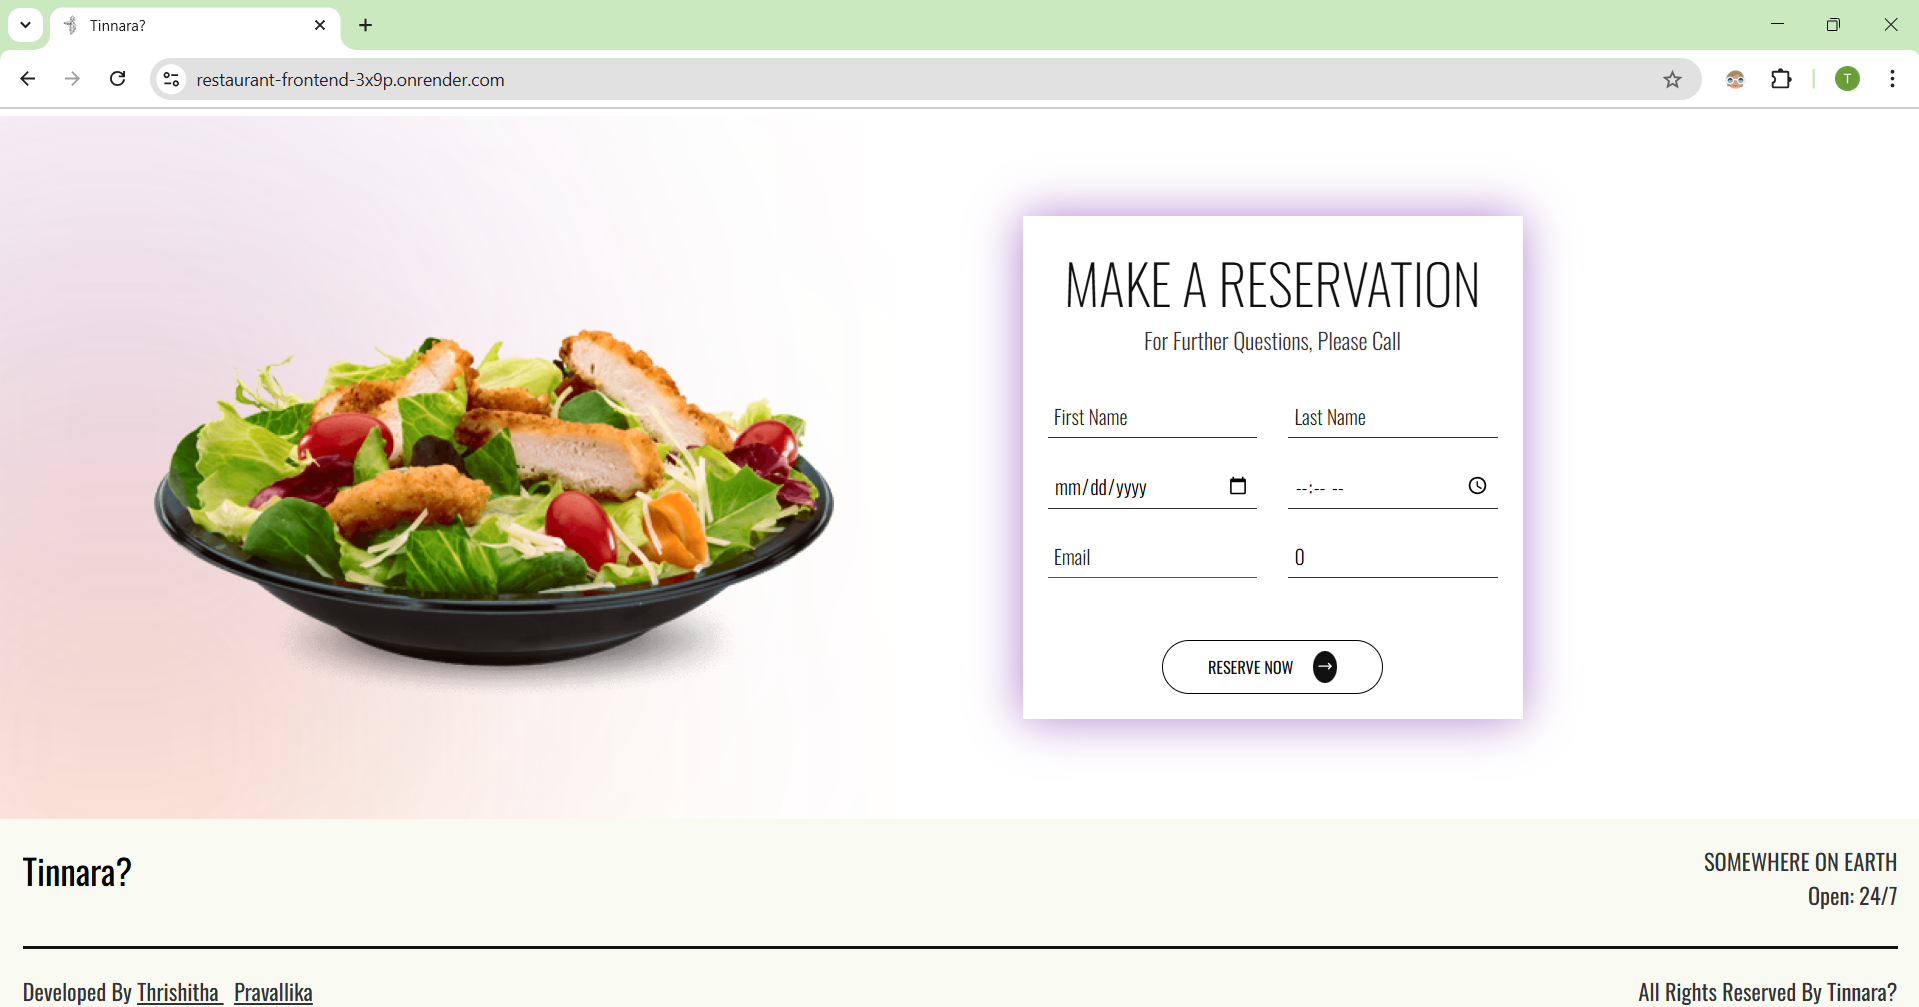 Tinnara?
restaurant-frontend-3x9p.onrender.com
T
MAKE A RESERVATION
For Further Questions, Please Call
First Name Last Name
mm/dd/yyyy --:-- --
Email 0
RESERVE NOW
Tinnara?
SOMEWHERE ON EARTH
Open: 24/7
Developed By Thrishitha Pravallika
All Rights Reserved By Tinnara?